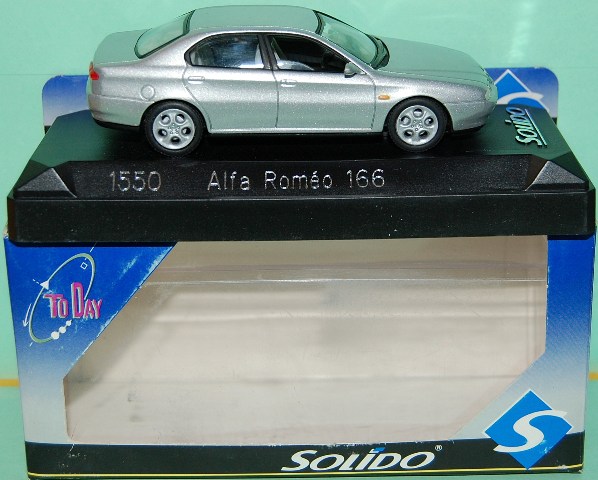 SOLIDO
1550 Alfa Roméo 166
TO DAY
SOLIDO®
S